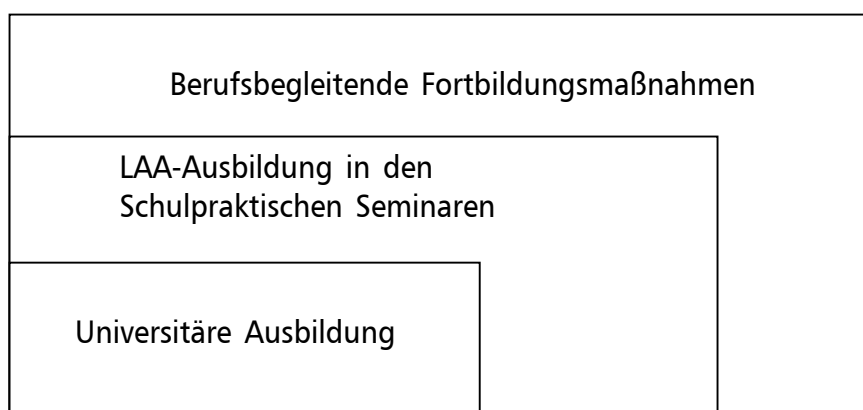 Berufsbegleitende Fortbildungsmaßnahmen
LAA-Ausbildung in den
Schulpraktischen Seminaren
Universitäre Ausbildung